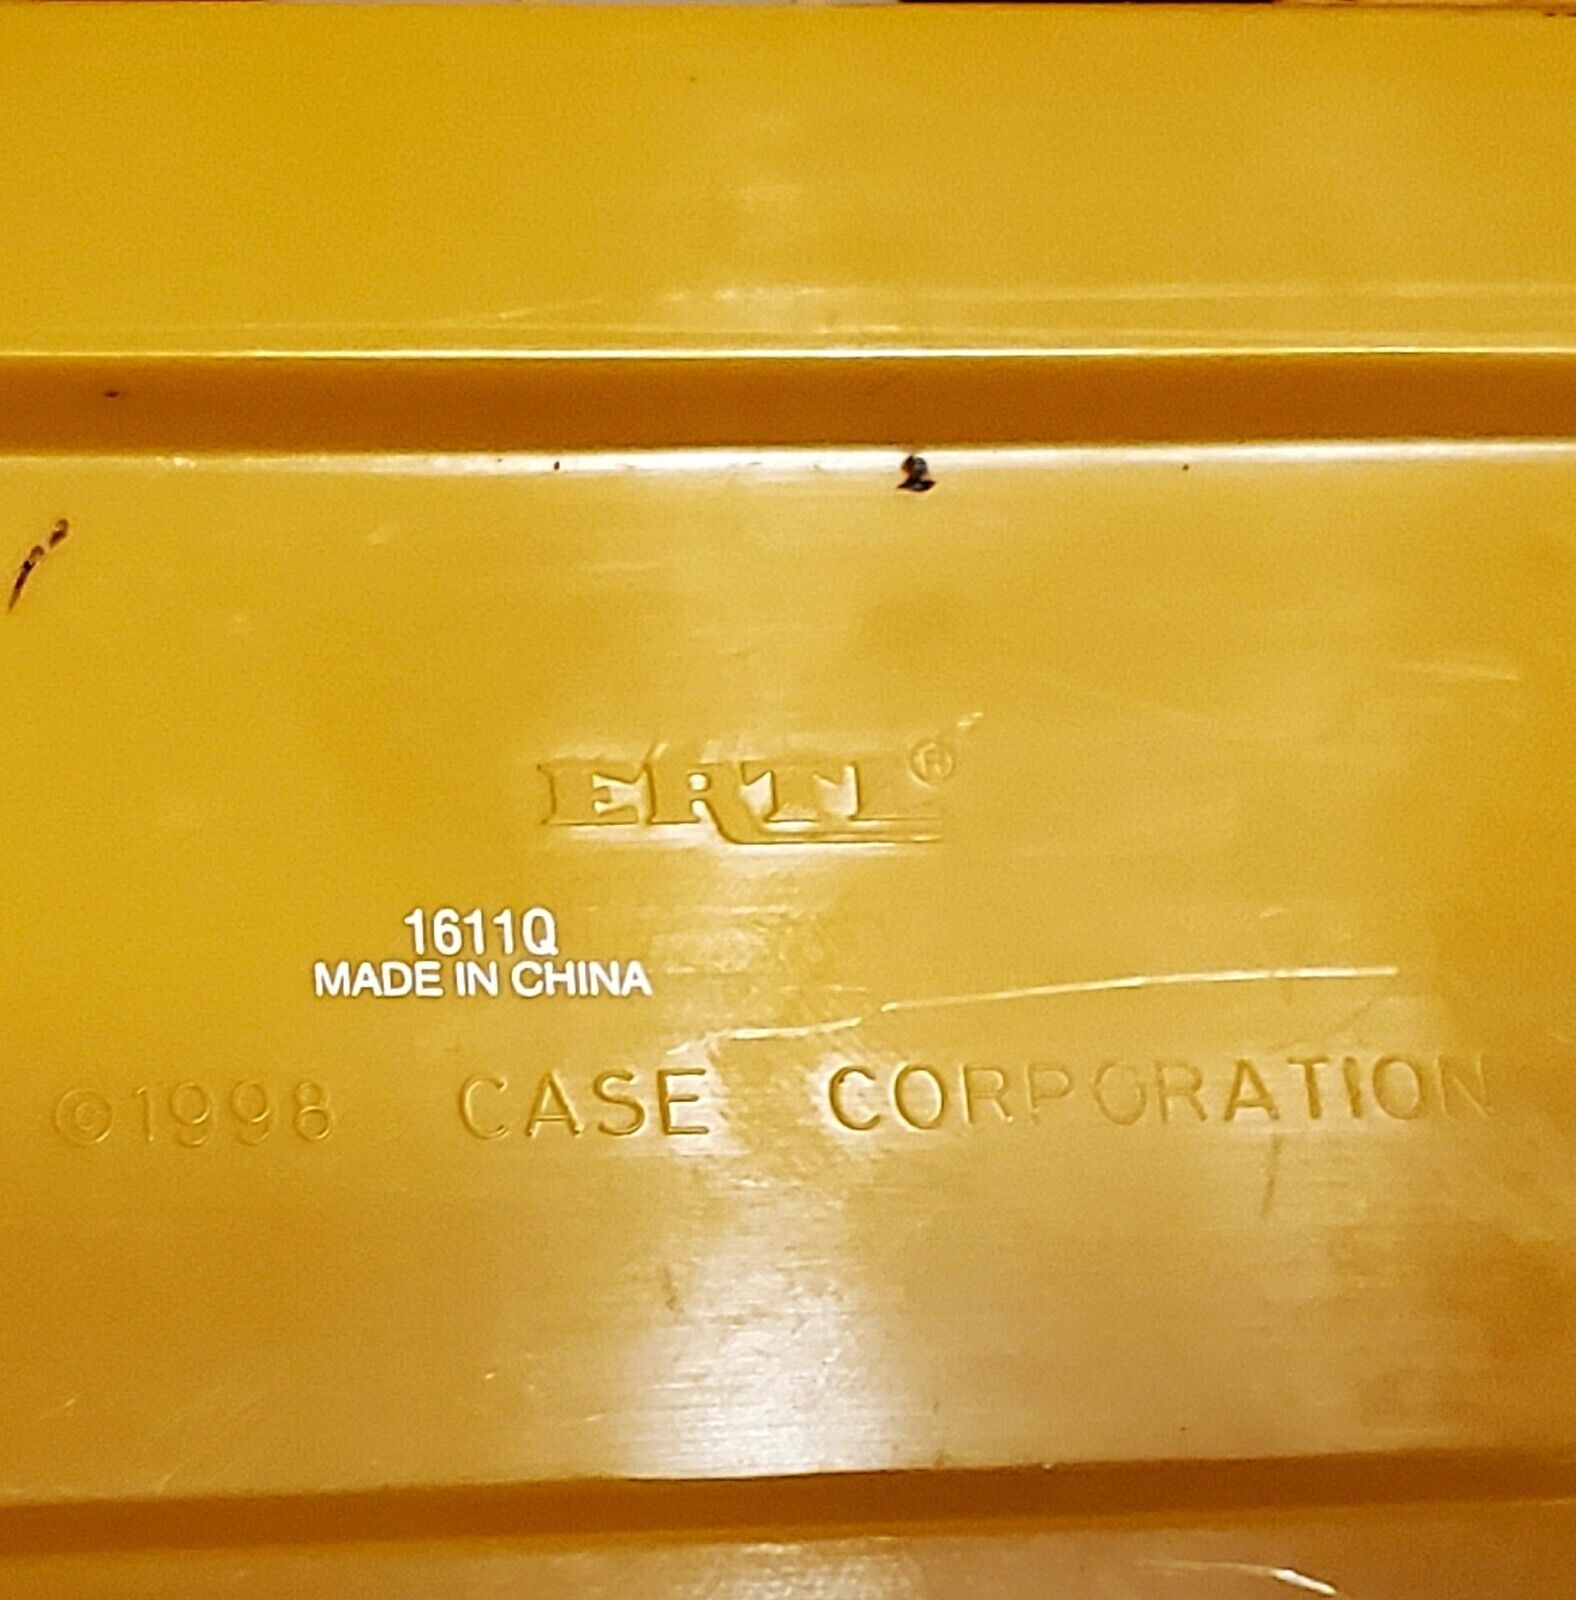 ERTL®
1611Q
MADE IN CHINA
©1998 CASE CORPORATION